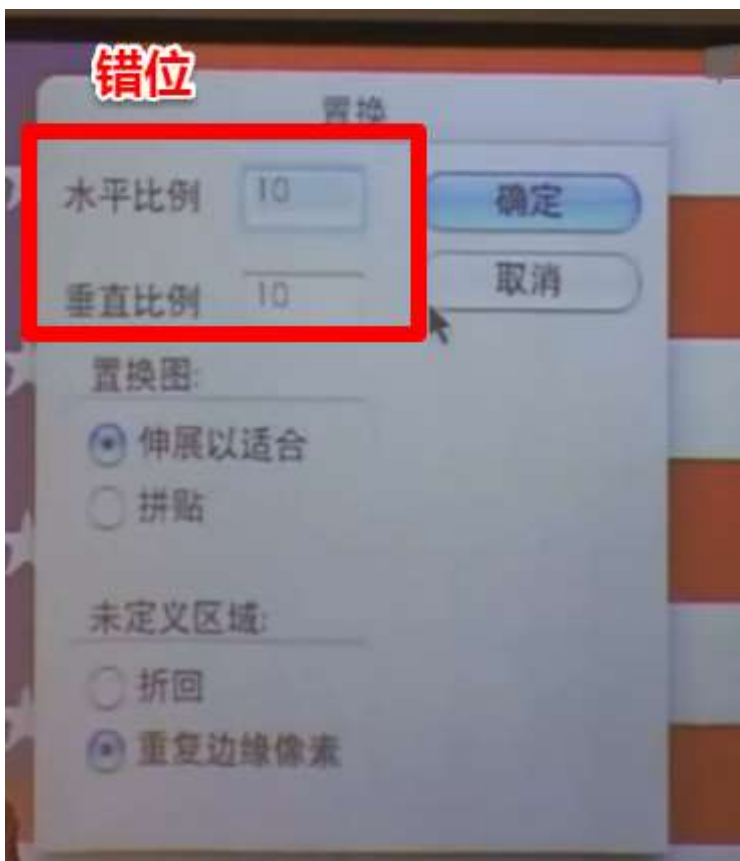 错位
置换
水平比例 10 确定
垂直比例 10 取消
置换图:
伸展以适合
拼贴
未定义区域:
折回
重复边缘像素